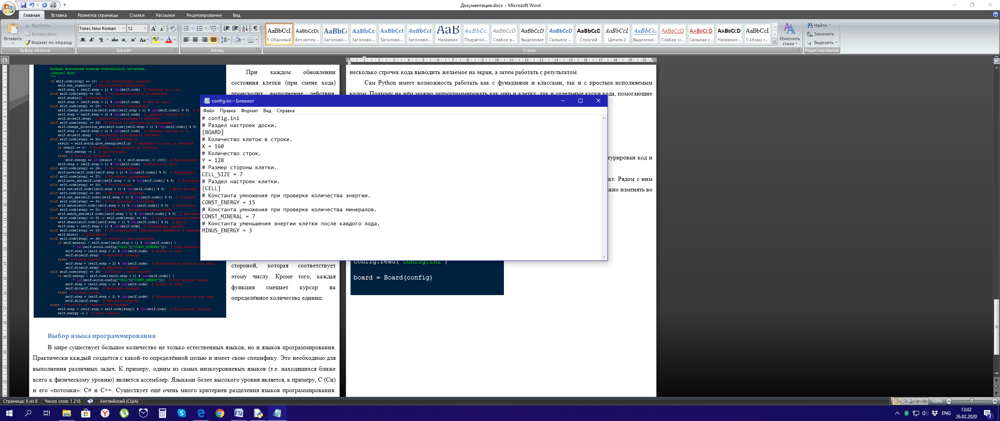 Документация.docx - Microsoft Word
Главная Вставка Разметка страницы Ссылки Рассылки Рецензирование Вид
Вставить
Вырезать
Копировать
Формат по образцу
Буфер обмена
Times New Roman 12
Шрифт
Абзац
¶ Обычный Без интер... Заголово... Заголово... Заголово... Заголово... Название Подзагол... Слабое в... Выделение Сильное ... Строгий Цитата 2 Выделенн... Слабая сс... Сильная с... Название... ¶ Абзац с...
Стили
Изменить стили
Найти
Заменить
Выделить
Редактирование
Функция исполнения команды генетического алгоритма.
:return: None
"""
if self.code[step] == 10: # Ген переработки органики.
self.eat_organic() # Инициализация выполнения.
self.step = (self.step + 1) % len(self.code) # Смещение на 1 ген.
elif self.code[step] == 16: # Ген принудительного размножения.
self.double() # Размножение.
self.step = (self.step + 1) % len(self.code) # Шаг на один.
elif self.code[step] == 23: # Ген смены направления.
self.change_direction(self.code[(self.step + 1) % len(self.code)] % 8)
self.step = (self.step + 2) % len(self.code) # Смещение курсора на 2.
self.do(self.step) # Выполнение последующего действия.
elif self.code[step] == 24: # Поворот по абсолютному направлению.
self.change_direction_abs(self.code[(self.step + 1) % len(self.code)] % 8)
self.step = (self.step + 2) % len(self.code) # Смещение курсора на 2.
self.do(self.step) # Выполнение последующего действия.
elif self.code[step] == 25: # Ген фотосинтеза.
result = self.world.give_energy(self.y) # Обращение к доске за энергией.
if result == 0: # Проверка, если энергии не получено.
self.energy -= 1 # Простаивание.
else: # Если есть результат.
self.energy += int(result * (1 + self.mineral // 100)) # Присваивание
self.step = (self.step + 1) % len(self.code) # Переход на один.
elif self.code[step] == 26: # Ген передвижения.
self.move(self.code[(self.step + 1) % len(self.code)] % 8) # Перемещение.
elif self.code[step] == 27: # Абсолютное перемещение.
self.move_abs(self.code[(self.step + 1) % len(self.code)] % 8)
elif self.code[step] == 28: # Ген поедания.
self.eat(self.code[(self.step + 1) % len(self.code)] % 8) # Вызов функции
elif self.code[step] == 29: # Абсолютное поедание.
self.eat_abs(self.code[(self.step + 1) % len(self.code)] % 8) # Поедание.
elif self.code[step] == 30: # Ген просмотра со стороны.
self.watch(self.code[(self.step + 1) % len(self.code)] % 8) # Реализация.
elif self.code[step] == 31: # Осмотр по абсолютному направлению.
self.watch_abs(self.code[(self.step + 1) % len(self.code)] % 8)
elif self.code[step] == 32 or self.code[step] == 42: # Ген распределения
self.share(self.code[(self.step + 1) % len(self.code)] % 8) # Вызов.
self.step = (self.step + 1) % len(self.code) # Продвижение курсора.
elif self.code[step] == 33: # Ген хемосинтеза (Переработка минералов в
self.mine() # Переработка
elif self.code[step] == 36: # Сколько у меня минералов?
if self.mineral < self.code[(self.step + 1) % len(self.code)] \
* int(self.world.config["CELL"]["CONST_MINERAL"]): # Если
self.step = (self.step + 1) % len(self.code) # Пройти на один.
self.do(self.step) # Выполнить команду.
else: # В ином случае.
self.step = (self.step + 2) % len(self.code) # Переместиться сразу на два гена.
self.do(self.step) # Выполнить команду.
elif self.code[step] == 38: # Сколько у меня энергии?
if self.energy < self.code[(self.step + 1) % len(self.code)] \
* int(self.world.config["CELL"]["CONST_ENERGY"]): # Если энергии меньше.
self.step = (self.step + 1) % len(self.code) # Пройти на один.
self.do(self.step) # Выполнить команду.
else: # В ином случае.
self.step = (self.step + 2) % len(self.code) # Переместиться сразу на два гена.
self.do(self.step) # Выполнить команду.
else: # Если ген не является исполняемым.
self.step = (self.step + self.code[step]) % len(self.code) # Безусловный переход.
self.energy -= 1 # Трата времени.
При каждом обновлении
состояния клетки (при смене хода)
происходит выполнение действия,
стороной, которая соответствует
этому числу. Кроме того, каждая
функция смещает курсор на
определённое количество единиц.
Выбор языка программирования
В мире существует большое количество не только естественных языков, но и языков программирования.
Практически каждый создаётся с какой-то определённой целью и имеет свою специфику. Это необходимо для
выполнения различных задач. К примеру, одним из самых низкоуровневых языков (т.е. находящихся ближе
всего к физическому уровню) является ассемблер. Языками более высокого уровня является, к примеру, C (Си)
и его «потомки»: C# и C++. Существует ещё очень много критериев разделения языков программирования:
несколько строчек кода выводить желаемое на экран, а затем работать с результатом.
Сам Python имеет возможность работать как с функциями и классами, так и с простым исполняемым
кодом. Поэтому на нём можно запрограммировать как мир и клетку, так и отдельные куски кода, помогающие
турирован код и
кт. Рядом с ним
жно изменять во
config.read("config.ini")
board = Board(config)
config.ini – Блокнот
Файл Правка Формат Вид Справка
# config.ini
# Раздел настроек доски.
[BOARD]
# Количество клеток в строке.
X = 160
# Количество строк.
Y = 128
# Размер стороны клетки.
CELL_SIZE = 7
# Раздел настроек клетки.
[CELL]
# Константа умножения при проверке количества энергии.
CONST_ENERGY = 15
# Константа умножения при проверке количества минералов.
CONST_MINERAL = 7
# Константа уменьшения энергии клетки после каждого хода.
MINUS_ENERGY = 3
Страница: 8 из 8 Число слов: 1 218 Английский (США)
100%
ENG
13:02
26.02.2020
2